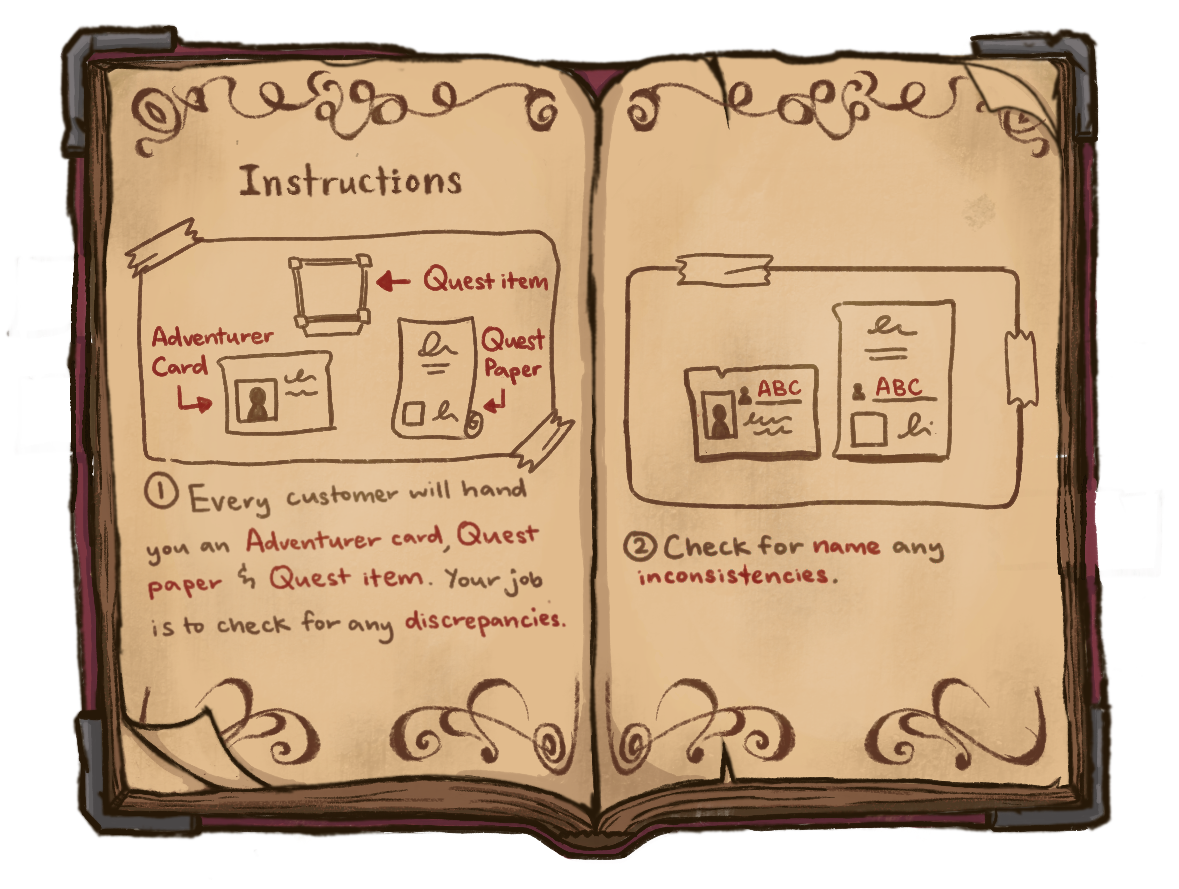 Instructions
Quest item
Adventurer
Card
Quest
Paper
① Every customer will hand
you an Adventurer card, Quest
paper & Quest item. Your job
is to check for any discrepancies.
ABC
ABC
② Check for name any
inconsistencies.